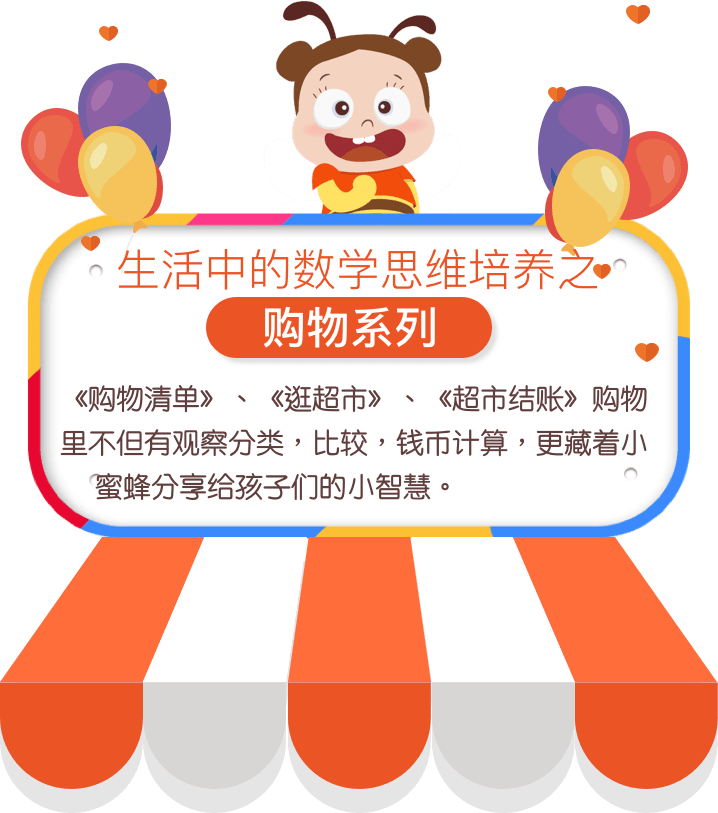 生活中的数学思维培养之
购物系列
《购物清单》、《逛超市》、《超市结账》购物
里不但有观察分类，比较，钱币计算，更藏着小
蜜蜂分享给孩子们的小智慧。